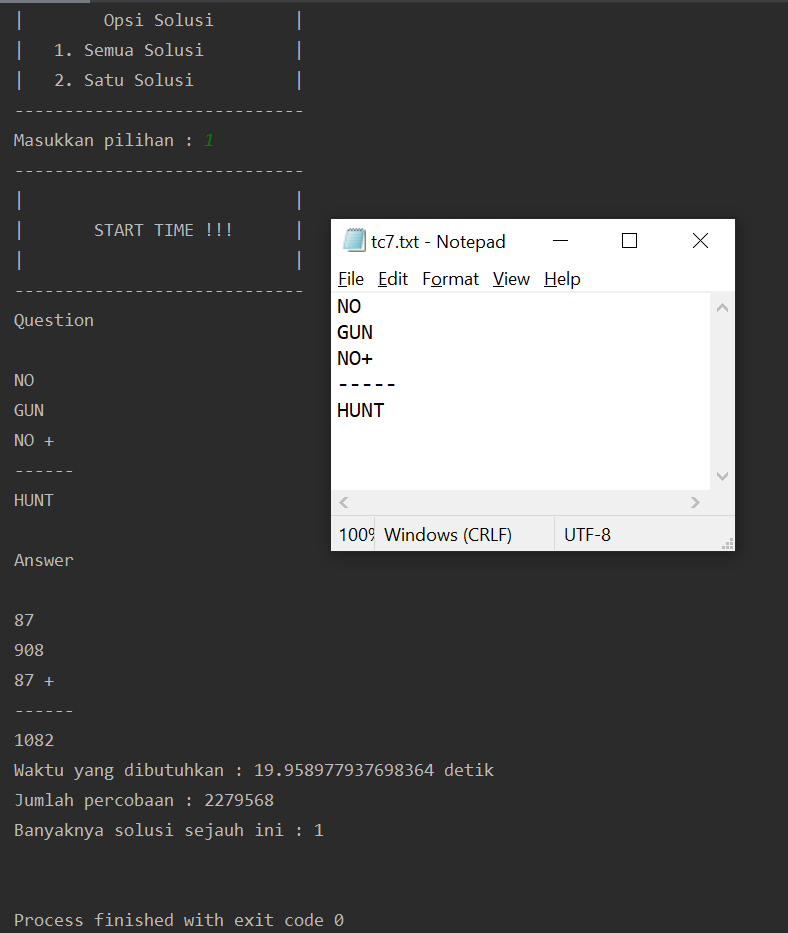 |        Opsi Solusi        |
|   1. Semua Solusi         |
|   2. Satu Solusi          |
-----------------------------
Masukkan pilihan : 1
-----------------------------
|                           |
|       START TIME !!!      |
|                           |
-----------------------------
Question
NO
GUN
NO +
------
HUNT
Answer
87
908
87 +
------
1082
Waktu yang dibutuhkan : 19.958977937698364 detik
Jumlah percobaan : 2279568
Banyaknya solusi sejauh ini : 1
Process finished with exit code 0
tc7.txt - Notepad
File Edit Format View Help
NO
GUN
NO+
-----
HUNT
100% Windows (CRLF) UTF-8